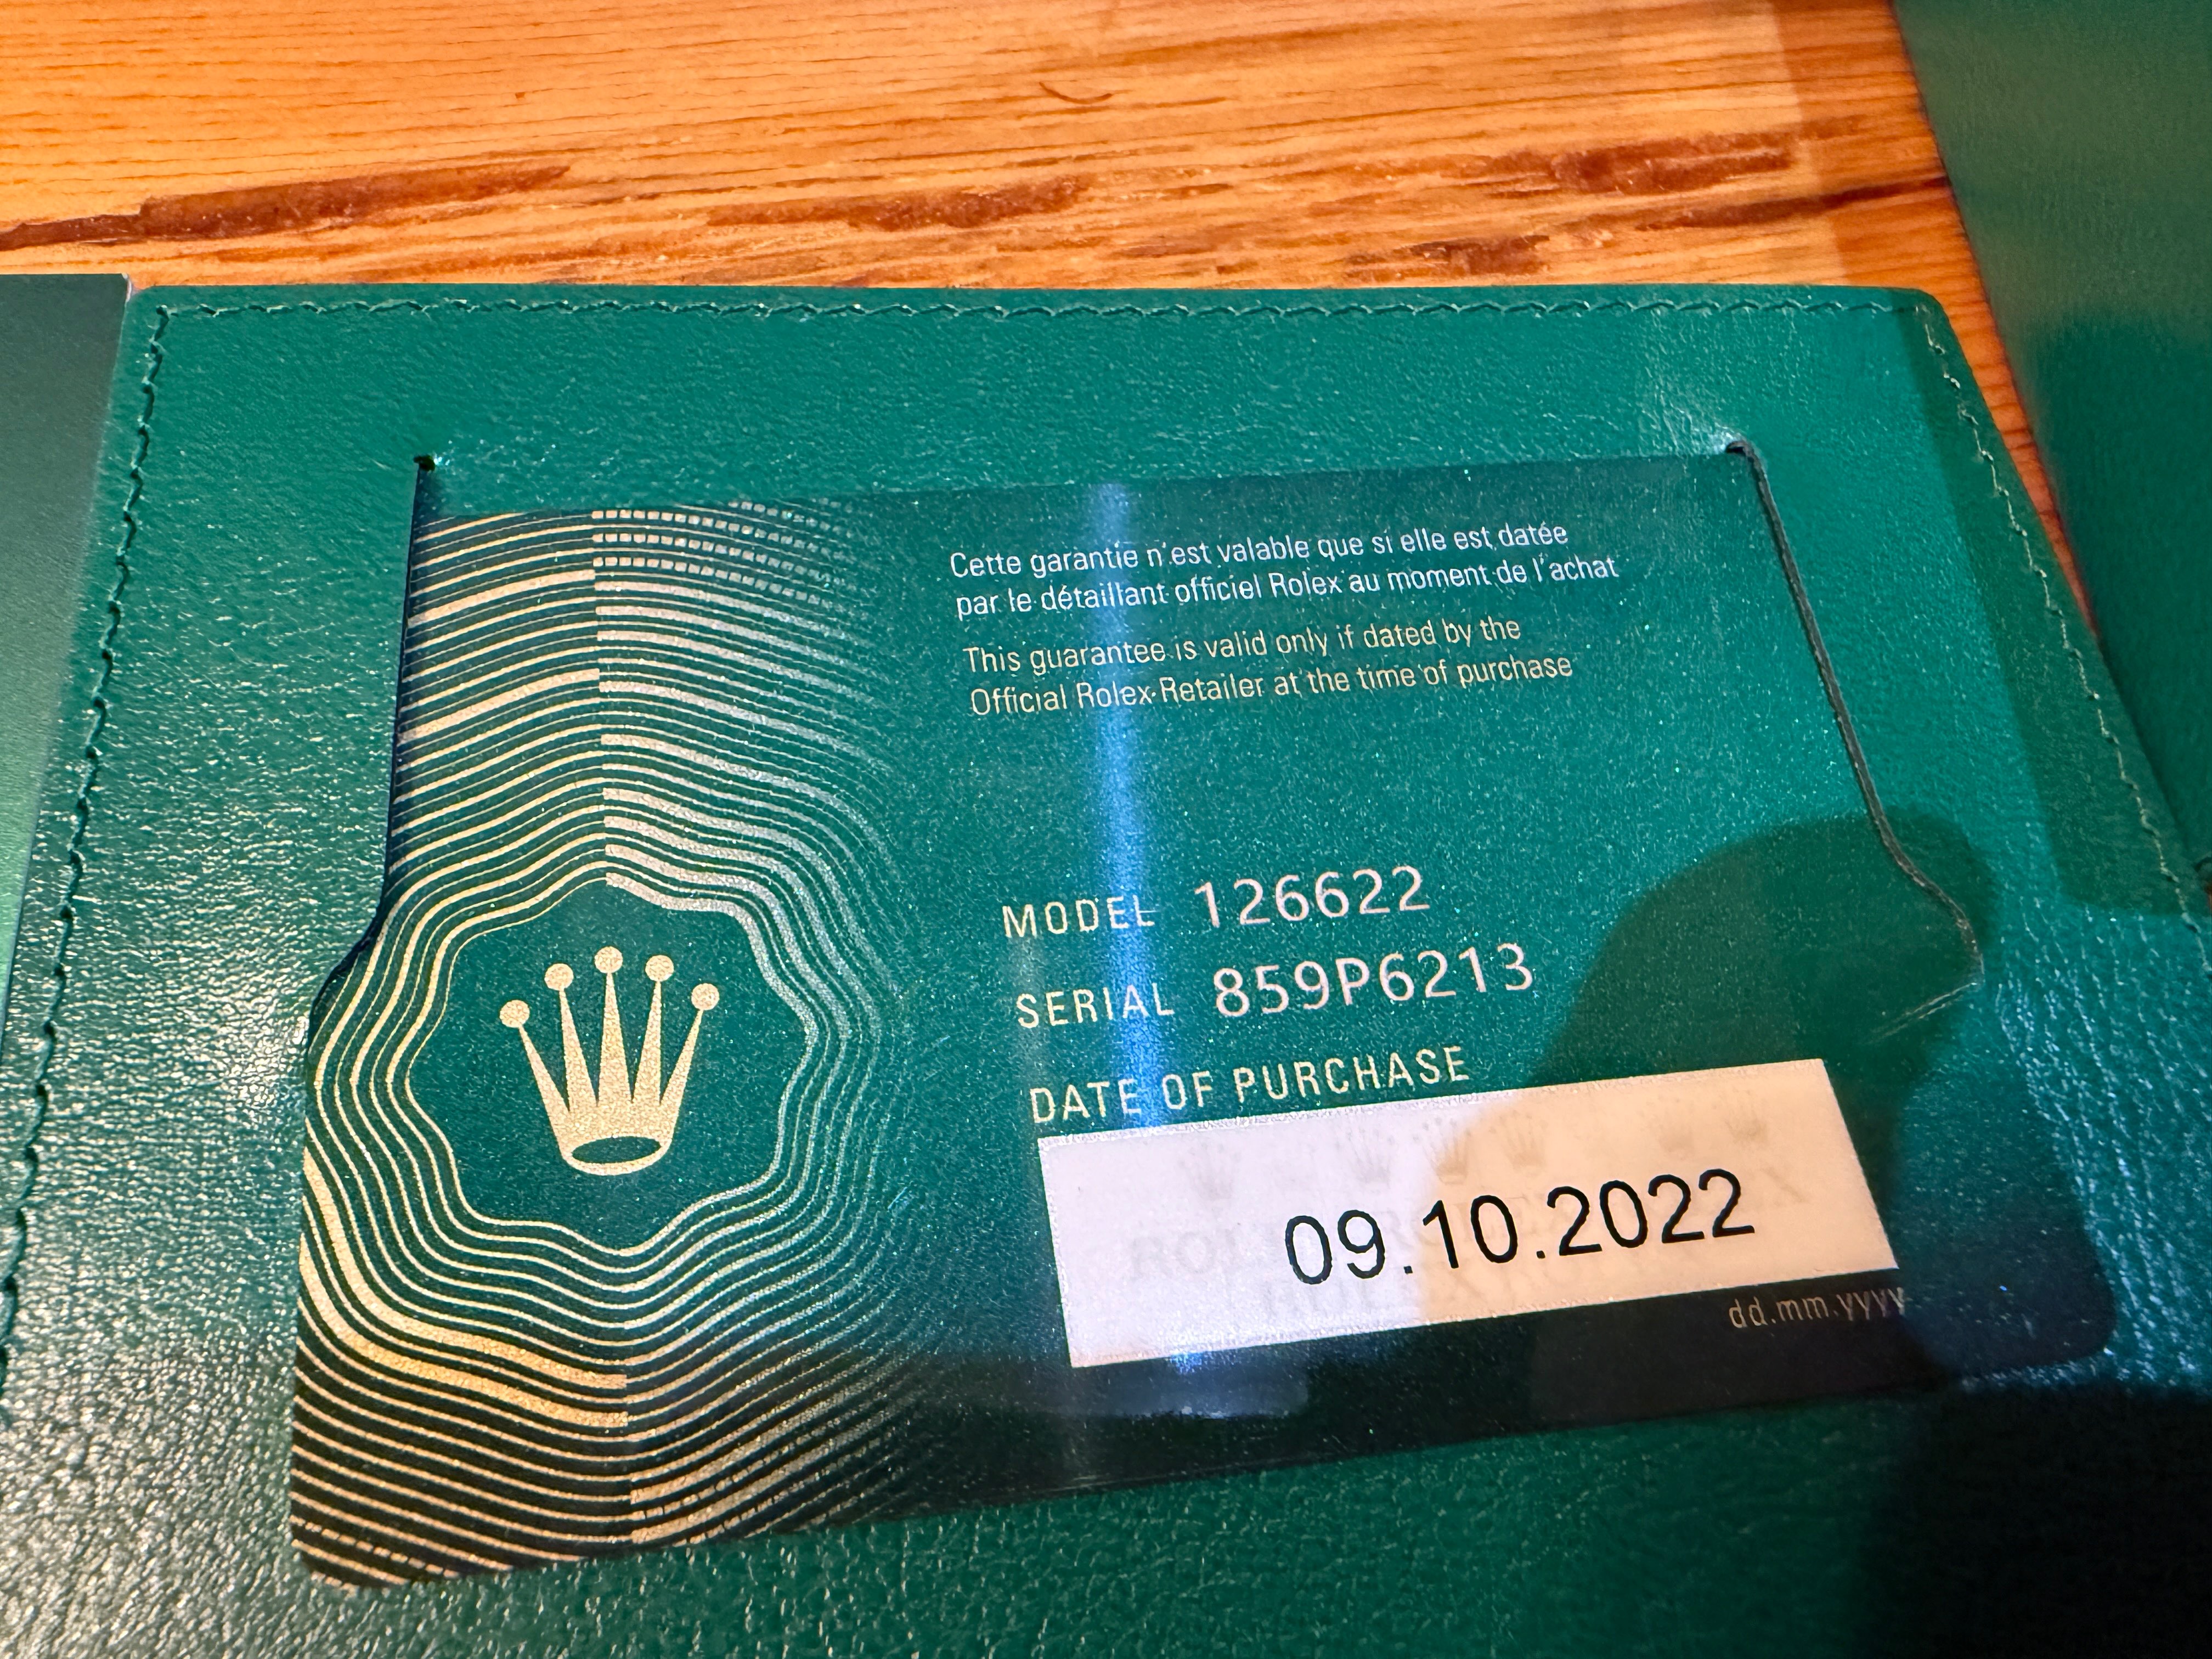 Cette garantie n'est valable que si elle est datée
par le détaillant officiel Rolex au moment de l'achat
This guarantee is valid only if dated by the
Official Rolex Retailer at the time of purchase
MODEL 126622
SERIAL 859P6213
DATE OF PURCHASE
09.10.2022
dd.mm.yyyy